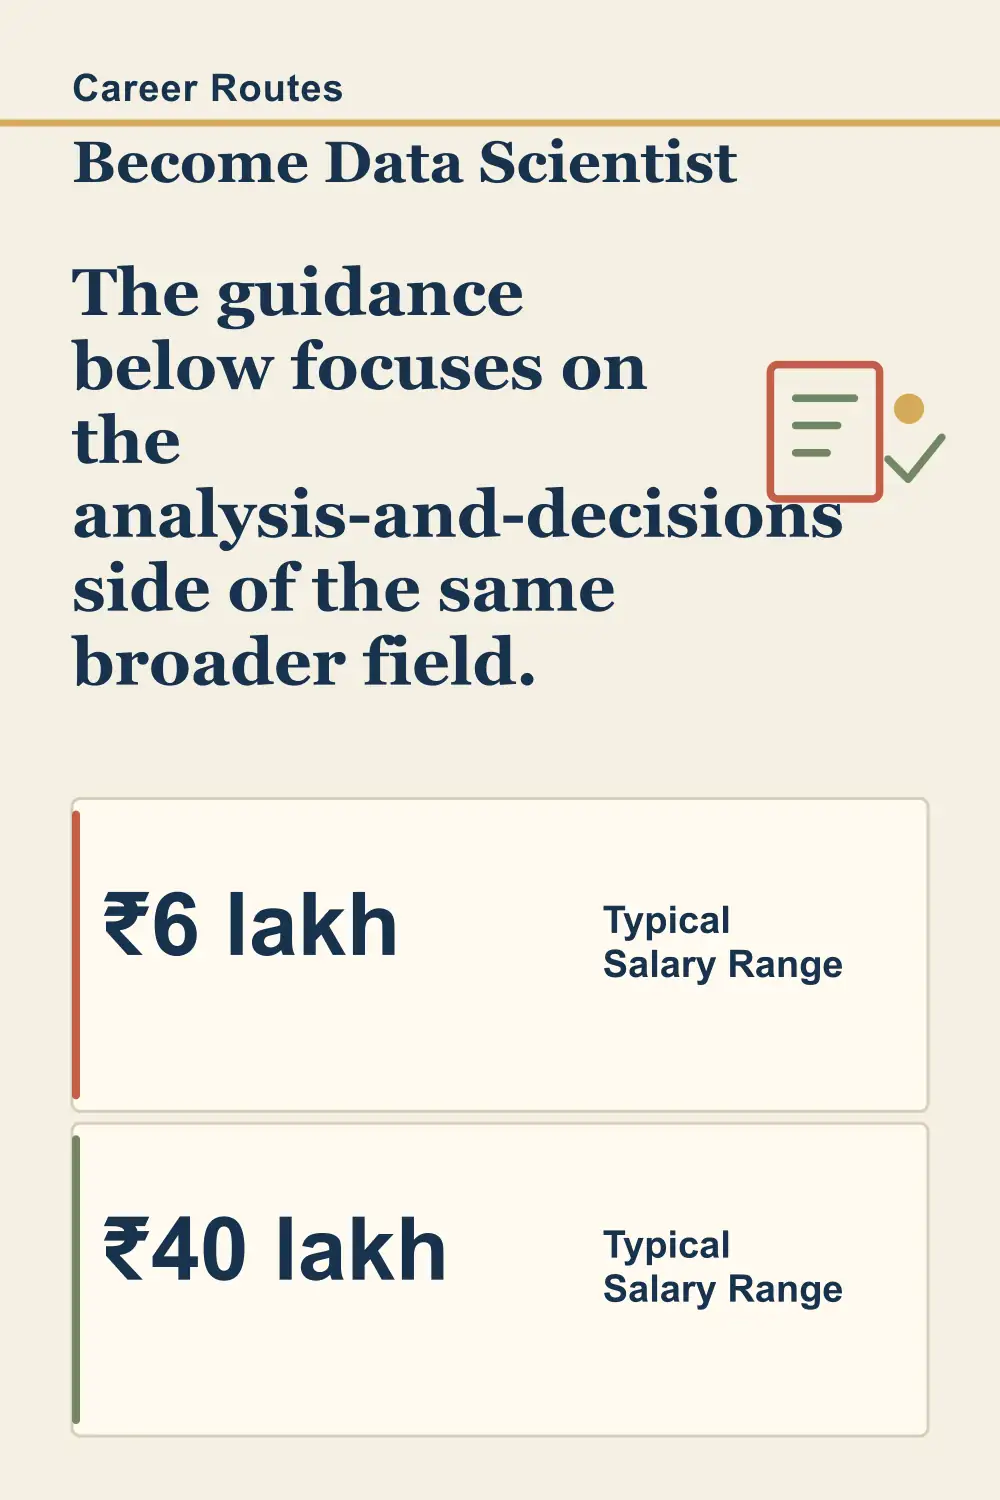 Career Routes
Become Data Scientist
The guidance
below focuses on
the
analysis-and-decisions
side of the same
broader field.
₹6 lakh
Typical
Salary Range
₹40 lakh
Typical
Salary Range